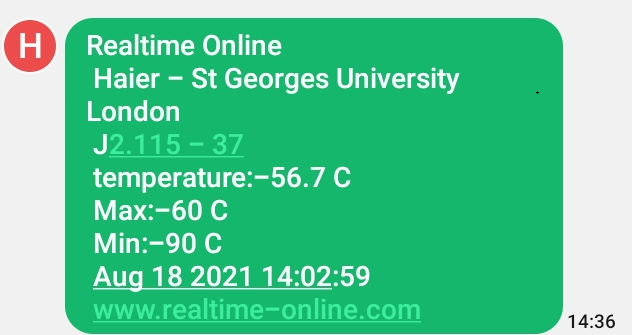 H
Realtime Online
Haier – St Georges University
London
J2.115 – 37
temperature:–56.7 C
Max:–60 C
Min:–90 C
Aug 18 2021 14:02:59
www.realtime–online.com
14:36